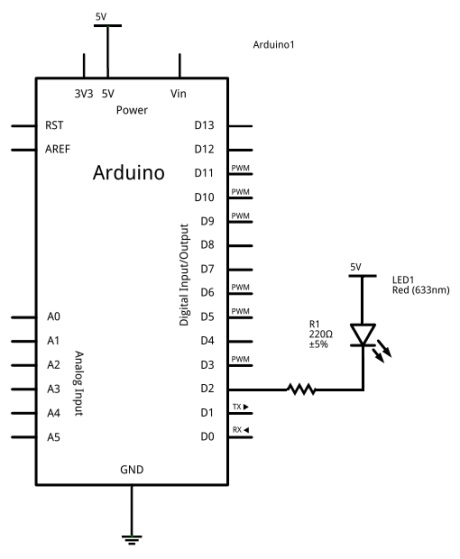 5V
Arduino1
3V3 5V Vin
Power
RST D13
AREF D12
Arduino
D11 PWM
D10 PWM
D9 PWM
Digital Input/Output
D8
D7
D6 PWM
5V
LED1
Red (633nm)
A0 D5 PWM
R1
220Ω
±5%
A1 D4
A2 D3 PWM
Analog Input
A3 D2
A4 D1 TX ▶
A5 D0 RX ◀
GND